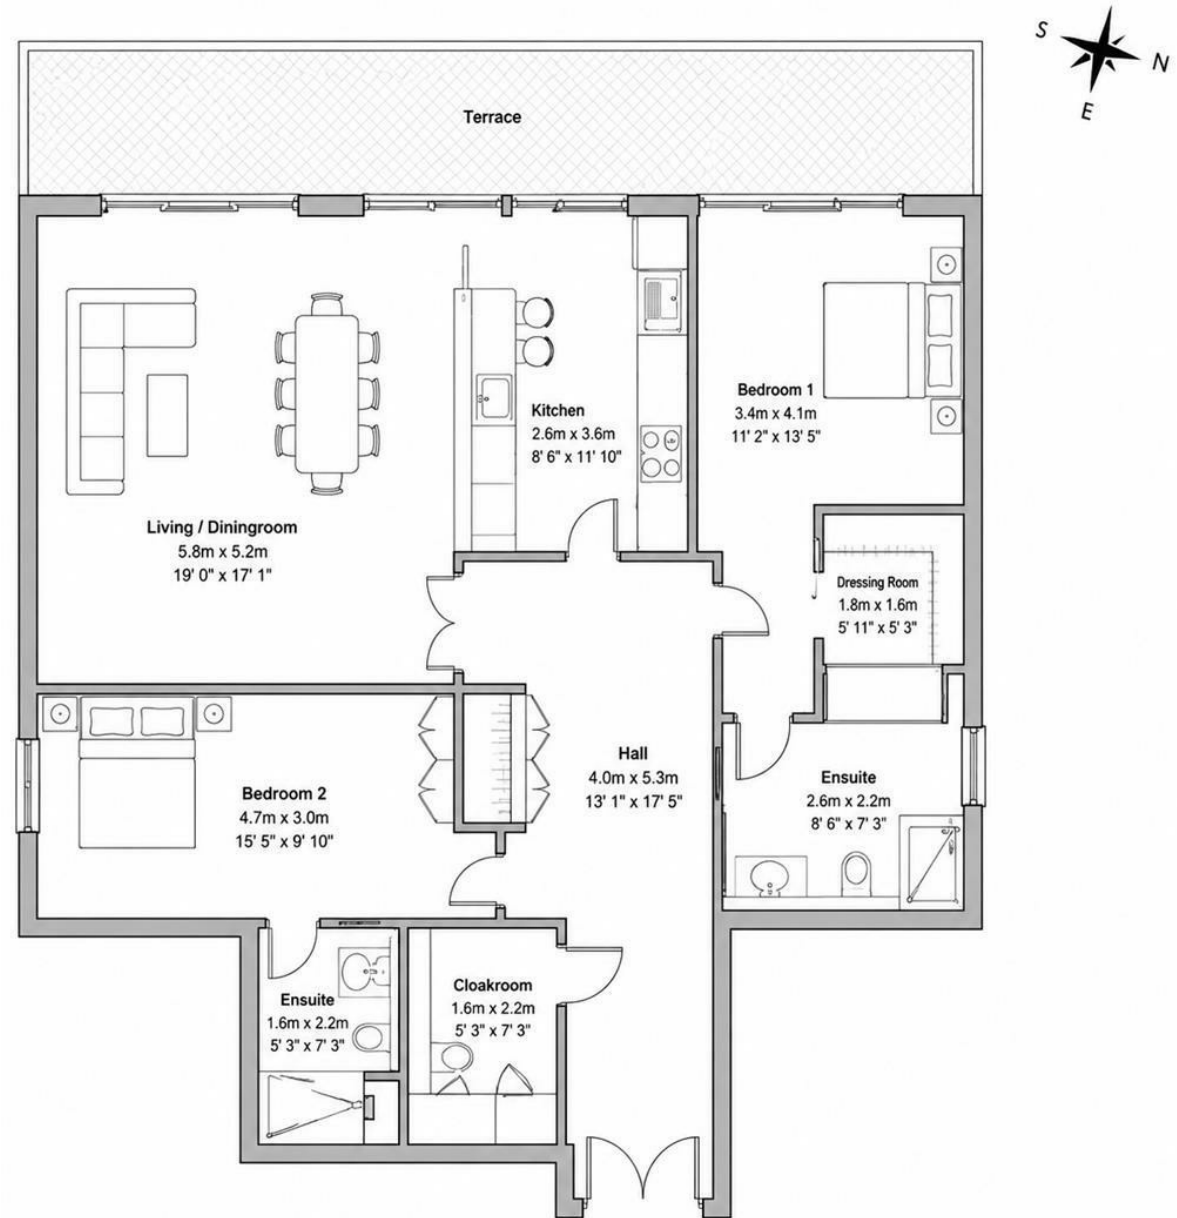 S
N
E
Terrace
Kitchen
2.6m x 3.6m
8' 6" x 11' 10"
Bedroom 1
3.4m x 4.1m
11' 2" x 13' 5"
Living / Diningroom
5.8m x 5.2m
19' 0" x 17' 1"
Dressing Room
1.8m x 1.6m
5' 11" x 5' 3"
Hall
4.0m x 5.3m
13' 1" x 17' 5"
Ensuite
2.6m x 2.2m
8' 6" x 7' 3"
Bedroom 2
4.7m x 3.0m
15' 5" x 9' 10"
Ensuite
1.6m x 2.2m
5' 3" x 7' 3"
Cloakroom
1.6m x 2.2m
5' 3" x 7' 3"